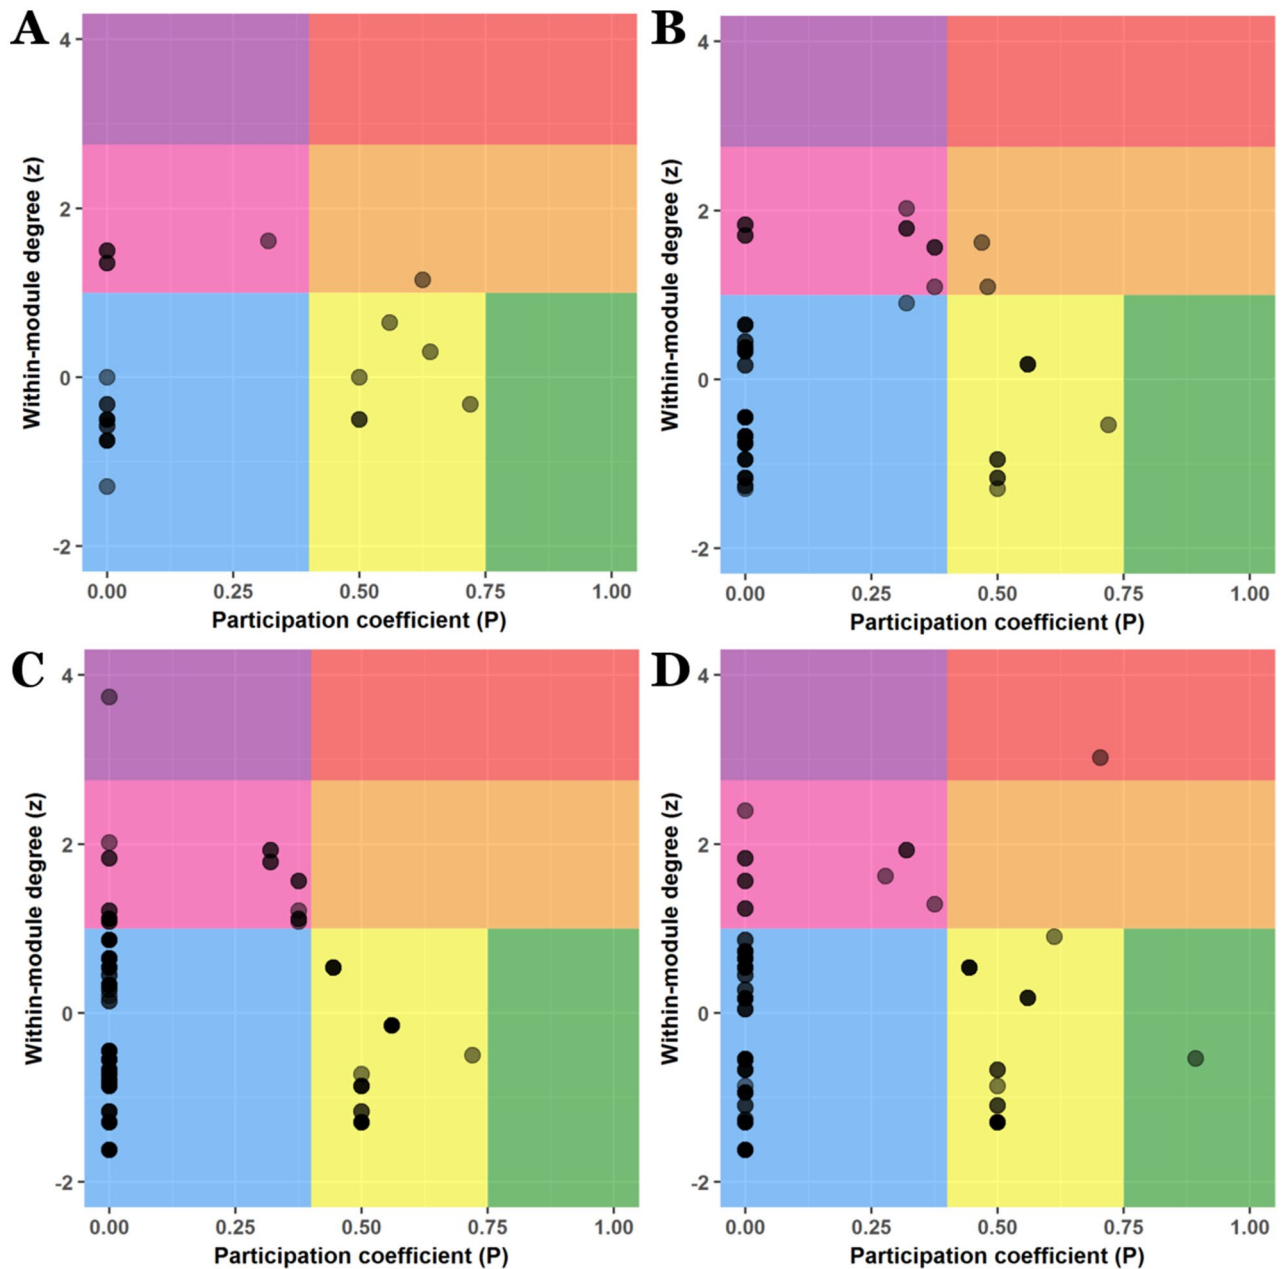 A
B
4
2
0
-2
Within-module degree (z)
0.00 0.25 0.50 0.75 1.00
Participation coefficient (P)
4
2
0
-2
Within-module degree (z)
0.00 0.25 0.50 0.75 1.00
Participation coefficient (P)
C
D
4
2
0
-2
Within-module degree (z)
0.00 0.25 0.50 0.75 1.00
Participation coefficient (P)
4
2
0
-2
Within-module degree (z)
0.00 0.25 0.50 0.75 1.00
Participation coefficient (P)